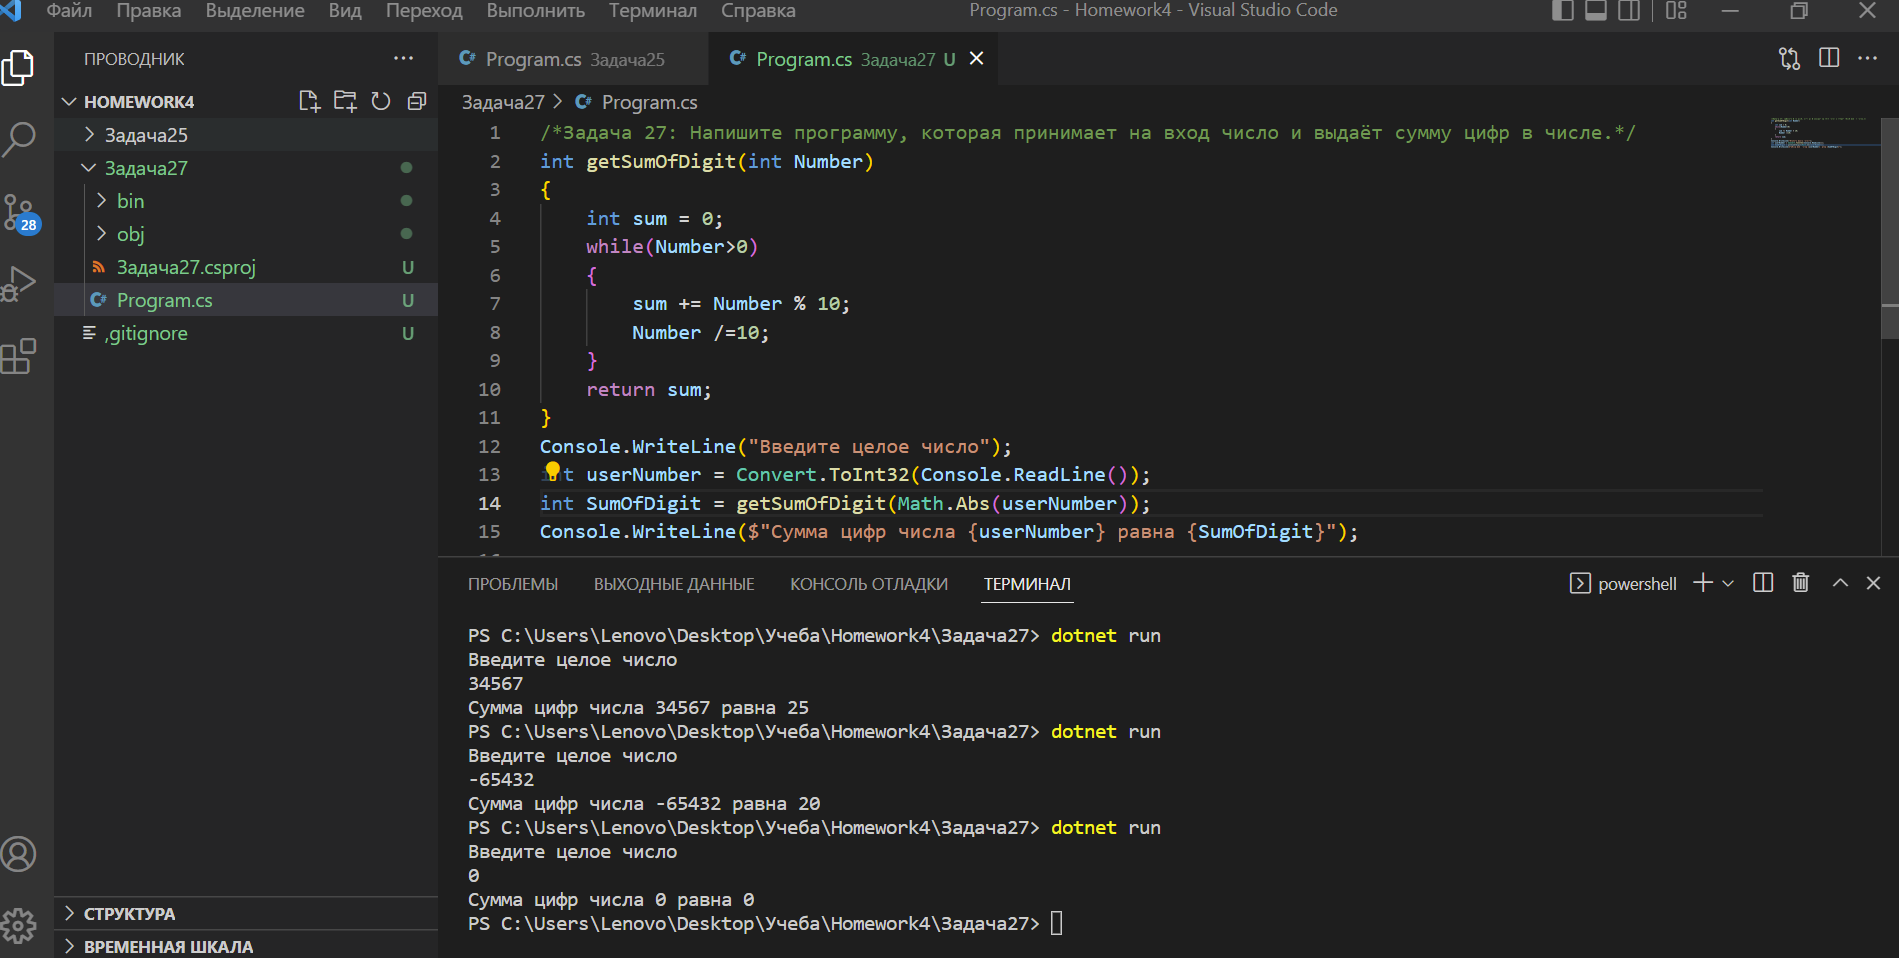 Файл Правка Выделение Вид Переход Выполнить Терминал Справка Program.cs - Homework4 - Visual Studio Code
ПРОВОДНИК
HOMEWORK4
Задача25
Задача27
bin
obj
Задача27.csproj U
Program.cs U
,gitignore U
28
СТРУКТУРА
ВРЕМЕННАЯ ШКАЛА
C# Program.cs Задача25 C# Program.cs Задача27 U
Задача27 > C# Program.cs
1 /*Задача 27: Напишите программу, которая принимает на вход число и выдаёт сумму цифр в числе.*/
2 int getSumOfDigit(int Number)
3 {
4 int sum = 0;
5 while(Number>0)
6 {
7 sum += Number % 10;
8 Number /=10;
9 }
10 return sum;
11 }
12 Console.WriteLine("Введите целое число");
13 int userNumber = Convert.ToInt32(Console.ReadLine());
14 int SumOfDigit = getSumOfDigit(Math.Abs(userNumber));
15 Console.WriteLine($"Сумма цифр числа {userNumber} равна {SumOfDigit}");
ПРОБЛЕМЫ ВЫХОДНЫЕ ДАННЫЕ КОНСОЛЬ ОТЛАДКИ ТЕРМИНАЛ powershell
PS C:\Users\Lenovo\Desktop\Учеба\Homework4\Задача27> dotnet run
Введите целое число
34567
Сумма цифр числа 34567 равна 25
PS C:\Users\Lenovo\Desktop\Учеба\Homework4\Задача27> dotnet run
Введите целое число
-65432
Сумма цифр числа -65432 равна 20
PS C:\Users\Lenovo\Desktop\Учеба\Homework4\Задача27> dotnet run
Введите целое число
0
Сумма цифр числа 0 равна 0
PS C:\Users\Lenovo\Desktop\Учеба\Homework4\Задача27>